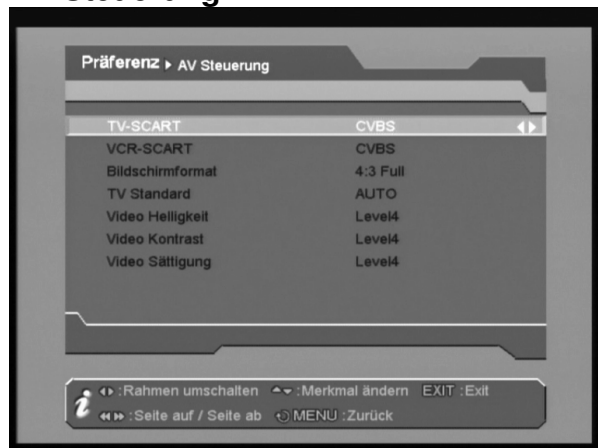 Präferenz ▸ AV Steuerung
TV-SCART CVBS
VCR-SCART CVBS
Bildschirmformat 4:3 Full
TV Standard AUTO
Video Helligkeit Level4
Video Kontrast Level4
Video Sättigung Level4
:Rahmen umschalten :Merkmal ändern EXIT :Exit
:Seite auf / Seite ab MENU :Zurück